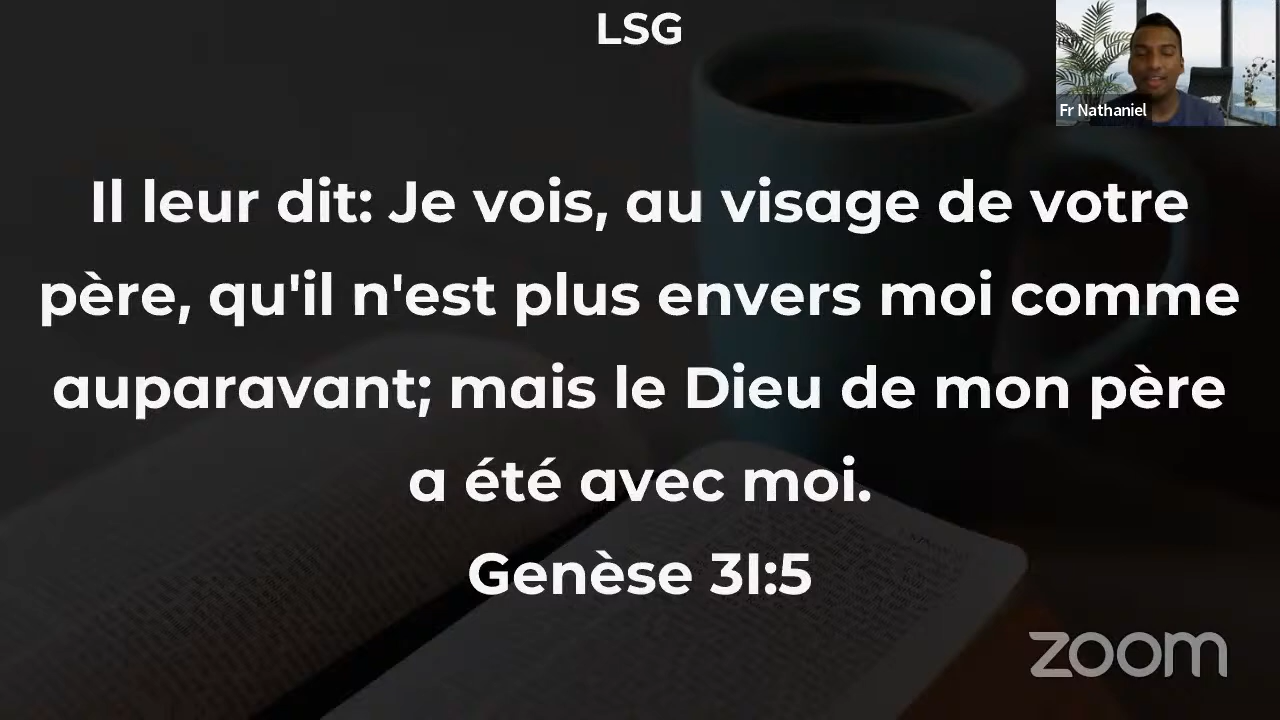 LSG
Fr Nathaniel
Il leur dit: Je vois, au visage de votre
père, qu'il n'est plus envers moi comme
auparavant; mais le Dieu de mon père
a été avec moi.
Genèse 31:5
zoom